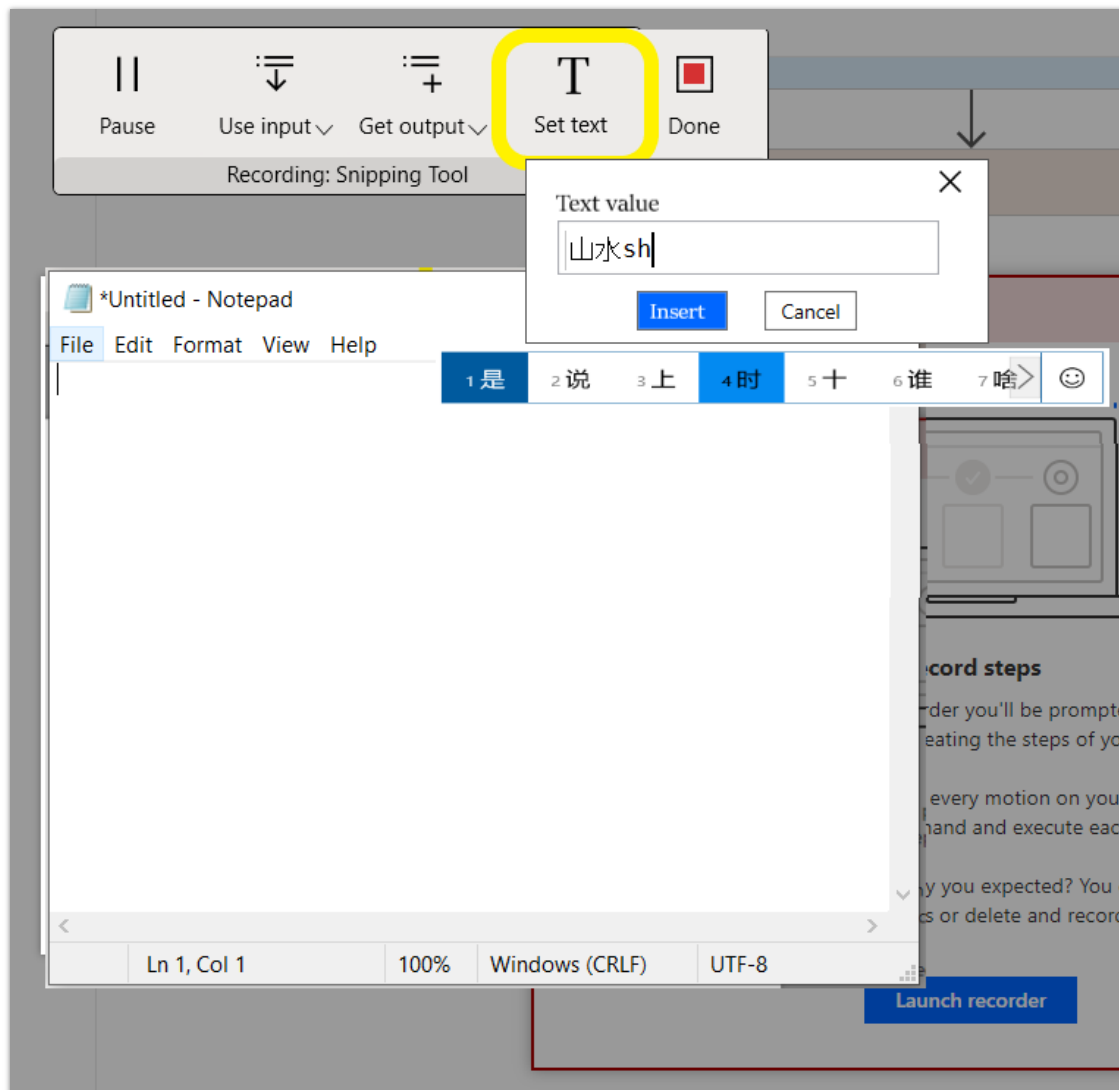 Pause Use input Get output Set text Done
Recording: Snipping Tool
Text value
山水sh
Insert Cancel
*Untitled - Notepad
File Edit Format View Help
1 是 2 说 3 上 4 时 5 十 6 谁 7 啥
cord steps
der you'll be prompt
eating the steps of yo
every motion on you
hand and execute eac
y you expected? You
s or delete and recor
Ln 1, Col 1 100% Windows (CRLF) UTF-8
Launch recorder